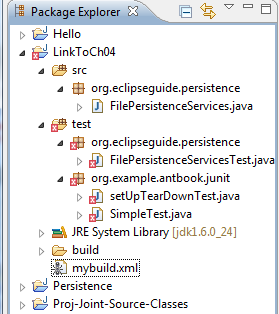 Package Explorer
Hello
LinkToCh04
src
org.eclipseguide.persistence
FilePersistenceServices.java
test
org.eclipseguide.persistence
FilePersistenceServicesTest.java
org.example.antbook.junit
setUpTearDownTest.java
SimpleTest.java
JRE System Library [jdk1.6.0_24]
build
mybuild.xml
Persistence
Proj-Joint-Source-Classes